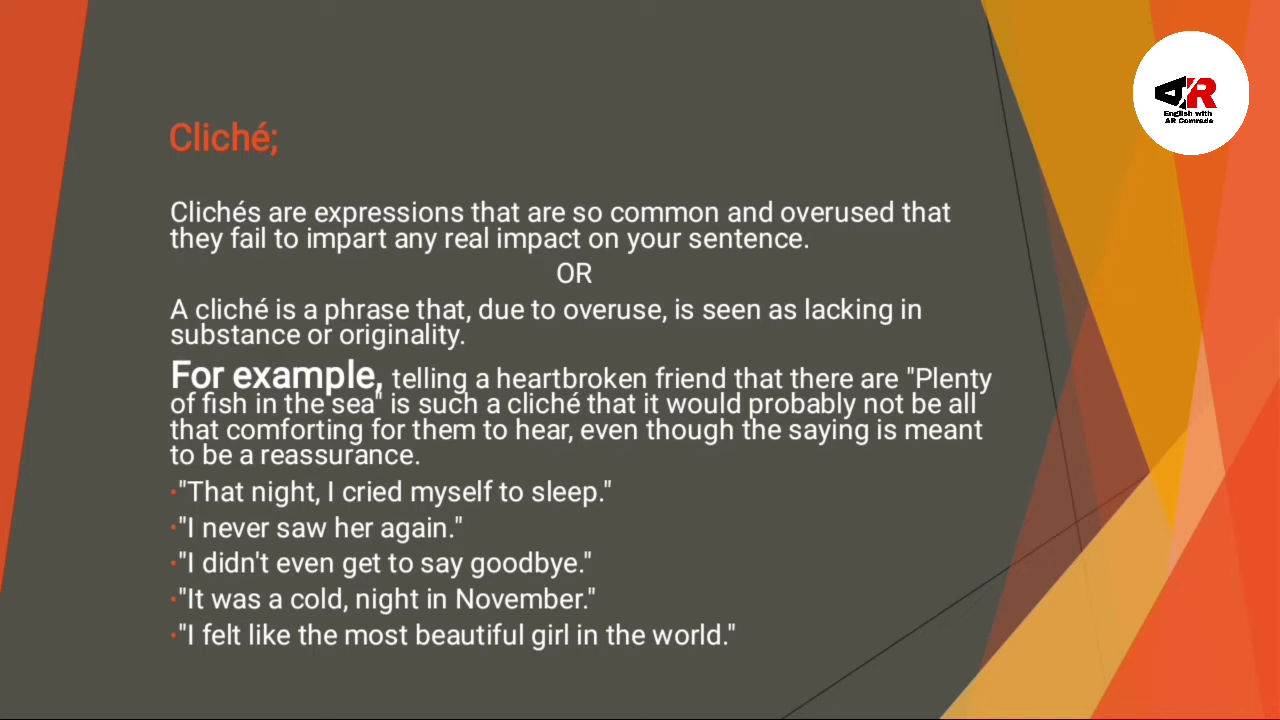 AR
English with
AR Comrade
Cliché;
Clichés are expressions that are so common and overused that
they fail to impart any real impact on your sentence.
OR
A cliché is a phrase that, due to overuse, is seen as lacking in
substance or originality.
For example, telling a heartbroken friend that there are "Plenty
of fish in the sea" is such a cliché that it would probably not be all
that comforting for them to hear, even though the saying is meant
to be a reassurance.
•"That night, I cried myself to sleep."
•"I never saw her again."
•"I didn't even get to say goodbye."
•"It was a cold, night in November."
•"I felt like the most beautiful girl in the world."